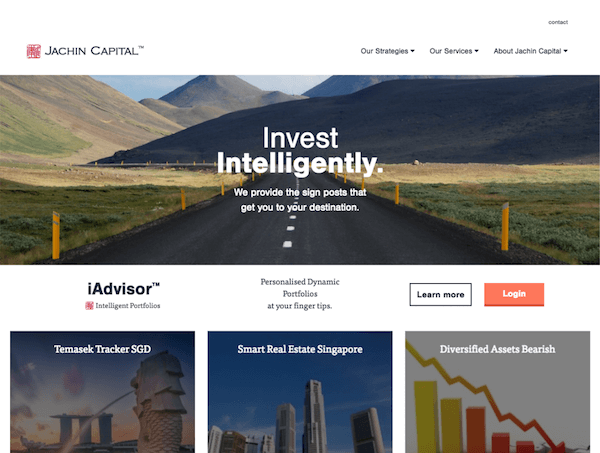 contact
JACHIN CAPITAL™
Our Strategies
Our Services
About Jachin Capital
Invest
Intelligently.
We provide the sign posts that
get you to your destination.
iAdvisor™
Intelligent Portfolios
Personalised Dynamic
Portfolios
at your finger tips.
Learn more
Login
Temasek Tracker SGD
Smart Real Estate Singapore
Diversified Assets Bearish